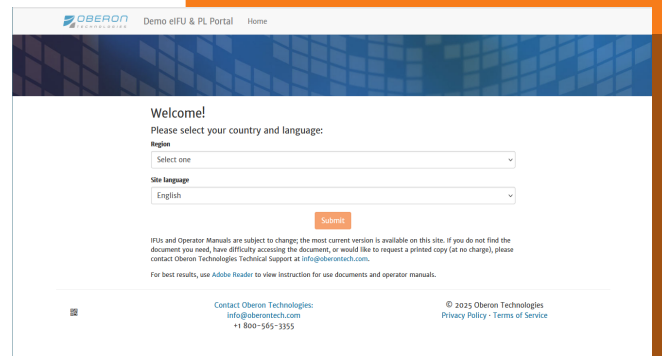 OBERON
TECHNOLOGIES
Demo eIFU & PL Portal Home
Welcome!
Please select your country and language:
Region
Select one
Site language
English
Submit
IFUs and Operator Manuals are subject to change; the most current version is available on this site. If you do not find the
document you need, have difficulty accessing the document, or would like to request a printed copy (at no charge), please
contact Oberon Technologies Technical Support at info@oberontech.com.
For best results, use Adobe Reader to view instruction for use documents and operator manuals.
Contact Oberon Technologies:
info@oberontech.com
+1 800-565-3355
© 2025 Oberon Technologies
Privacy Policy · Terms of Service